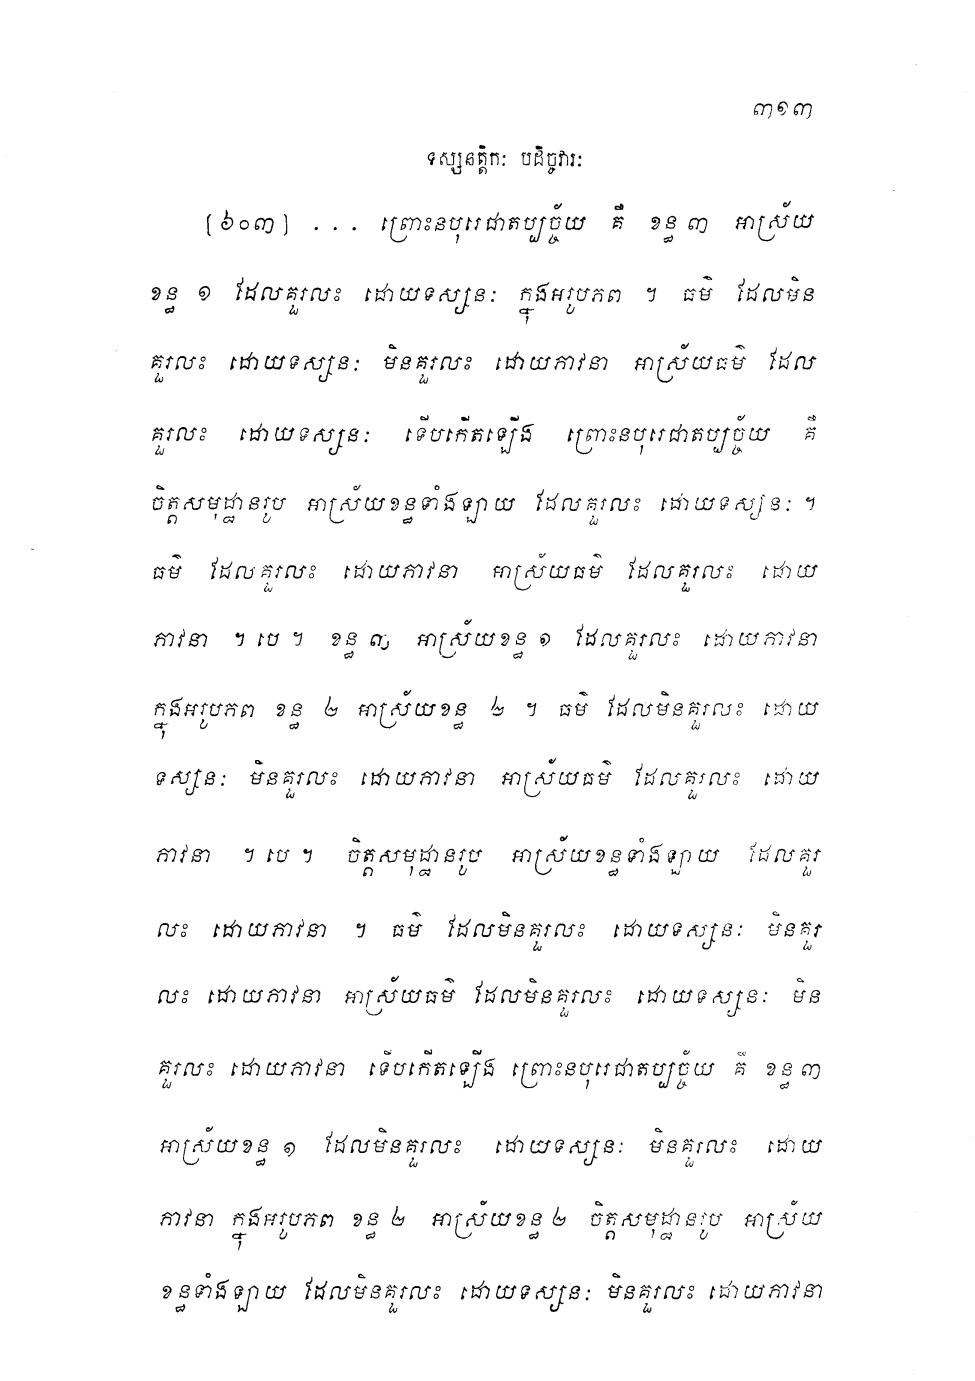 ៣១៣
ទស្សនត្តិកៈ បដិច្ចវារៈ
[៦០៣] ... ព្រោះនបុរេជាតប្បច្ច័យ គឺ ខន្ធ ៣ អាស្រ័យ
ខន្ធ ១ ដែលគួរលះ ដោយទស្សនៈ ក្នុងអរូបភព ។ ធម៌ ដែលមិន
គួរលះ ដោយទស្សនៈ មិនគួរលះ ដោយភាវនា អាស្រ័យធម៌ ដែល
គួរលះ ដោយទស្សនៈ ទើបកើតឡើង ព្រោះនបុរេជាតប្បច្ច័យ គឺ
ចិត្តសមុដ្ឋានរូប អាស្រ័យខន្ធទាំងឡាយ ដែលគួរលះ ដោយទស្សនៈ ។
ធម៌ ដែលគួរលះ ដោយភាវនា អាស្រ័យធម៌ ដែលគួរលះ ដោយ
ភាវនា ។ បេ ។ ខន្ធ ៣ អាស្រ័យខន្ធ ១ ដែលគួរលះ ដោយភាវនា
ក្នុងអរូបភព ខន្ធ ២ អាស្រ័យខន្ធ ២ ។ ធម៌ ដែលមិនគួរលះ ដោយ
ទស្សនៈ មិនគួរលះ ដោយភាវនា អាស្រ័យធម៌ ដែលគួរលះ ដោយ
ភាវនា ។ បេ ។ ចិត្តសមុដ្ឋានរូប អាស្រ័យខន្ធទាំងឡាយ ដែលគួរ
លះ ដោយភាវនា ។ ធម៌ ដែលមិនគួរលះ ដោយទស្សនៈ មិនគួរ
លះ ដោយភាវនា អាស្រ័យធម៌ ដែលមិនគួរលះ ដោយទស្សនៈ មិន
គួរលះ ដោយភាវនា ទើបកើតឡើង ព្រោះនបុរេជាតប្បច្ច័យ គឺ ខន្ធ ៣
អាស្រ័យខន្ធ ១ ដែលមិនគួរលះ ដោយទស្សនៈ មិនគួរលះ ដោយ
ភាវនា ក្នុងអរូបភព ខន្ធ ២ អាស្រ័យខន្ធ ២ ចិត្តសមុដ្ឋានរូប អាស្រ័យ
ខន្ធទាំងឡាយ ដែលមិនគួរលះ ដោយទស្សនៈ មិនគួរលះ ដោយភាវនា